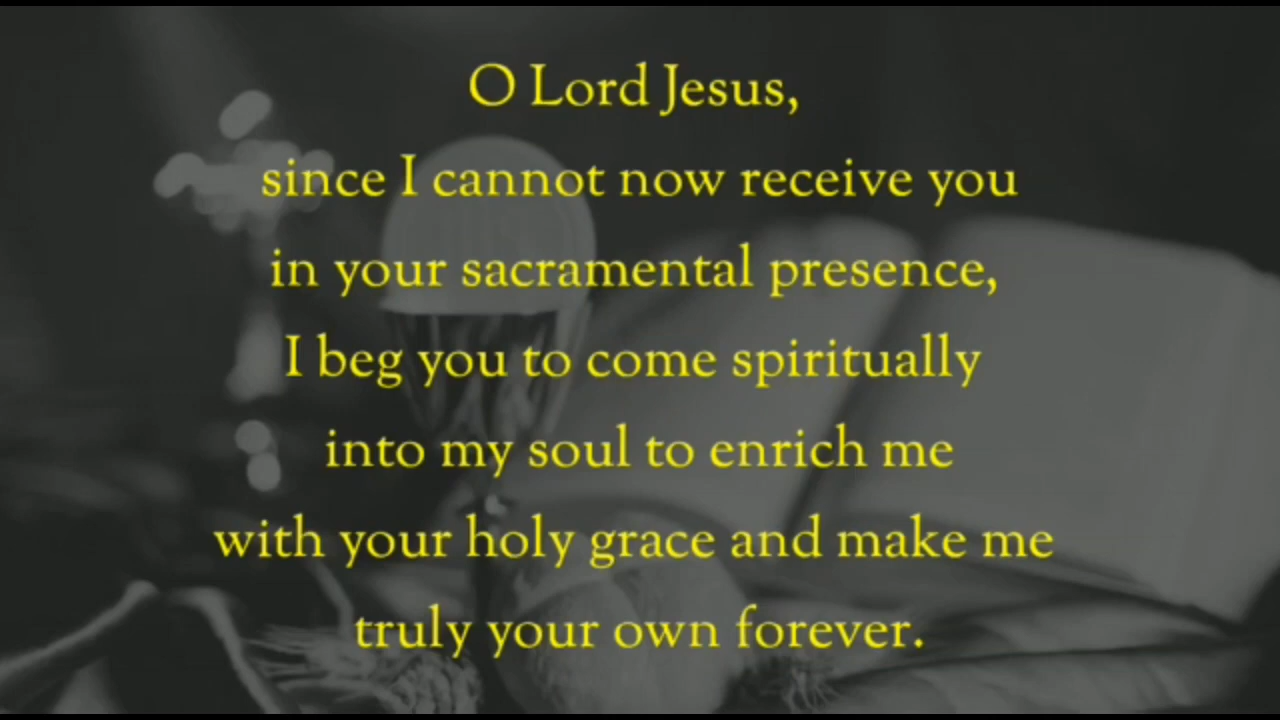 O Lord Jesus,
since I cannot now receive you
in your sacramental presence,
I beg you to come spiritually
into my soul to enrich me
with your holy grace and make me
truly your own forever.